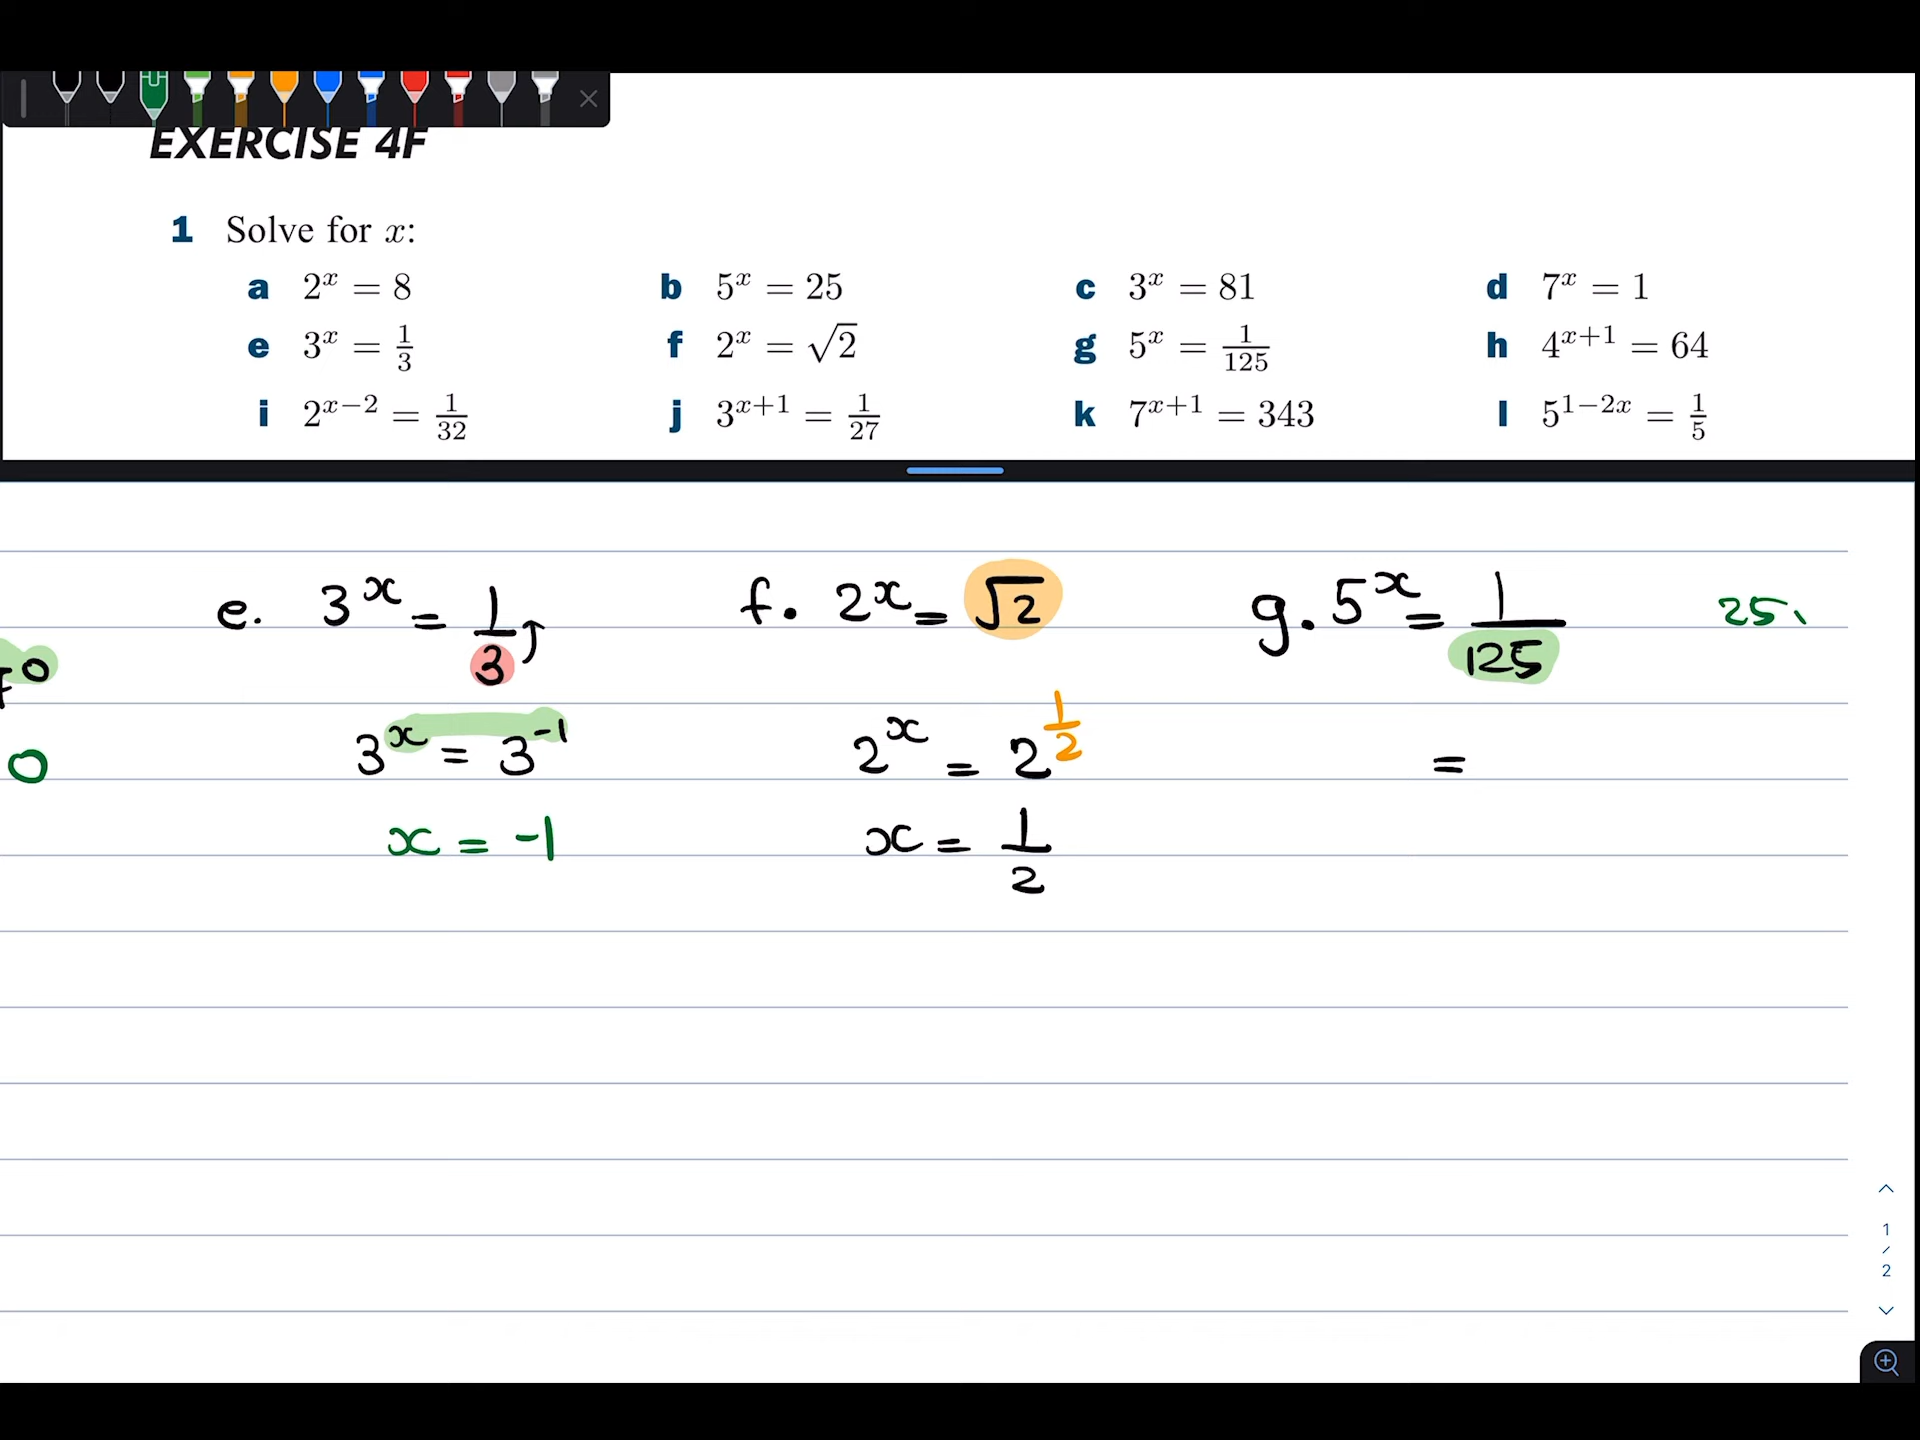 EXERCISE 4F
1 Solve for x:
a 2^x = 8 b 5^x = 25 c 3^x = 81 d 7^x = 1
e 3^x = 1/3 f 2^x = √2 g 5^x = 1/125 h 4^{x+1} = 64
i 2^{x−2} = 1/32 j 3^{x+1} = 1/27 k 7^{x+1} = 343 l 5^{1−2x} = 1/5
e. 3^x = 1/3 f. 2^x = √2 g. 5^x = 1/125 25
0 3^x = 3^{-1} 2^x = 2^{1/2} =
0 x = -1 x = 1/2
1
/
2